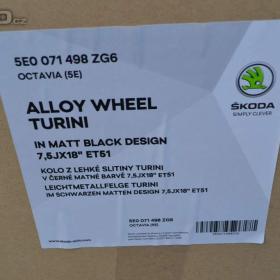 5E0 071 498 ZG6
OCTAVIA (5E)
ALLOY WHEEL
TURINI
IN MATT BLACK DESIGN
7,5JX18" ET51
KOLO Z LEHKÉ SLITINY TURINI
V ČERNÉ MATNÉ BARVĚ 7,5JX18" ET51
LEICHTMETALLFELGE TURINI
IM SCHWARZEN MATTEN DESIGN 7,5JX18" ET51
ŠKODA
SIMPLY CLEVER
5E0 071 498 ZG6
OCTAVIA (5E)